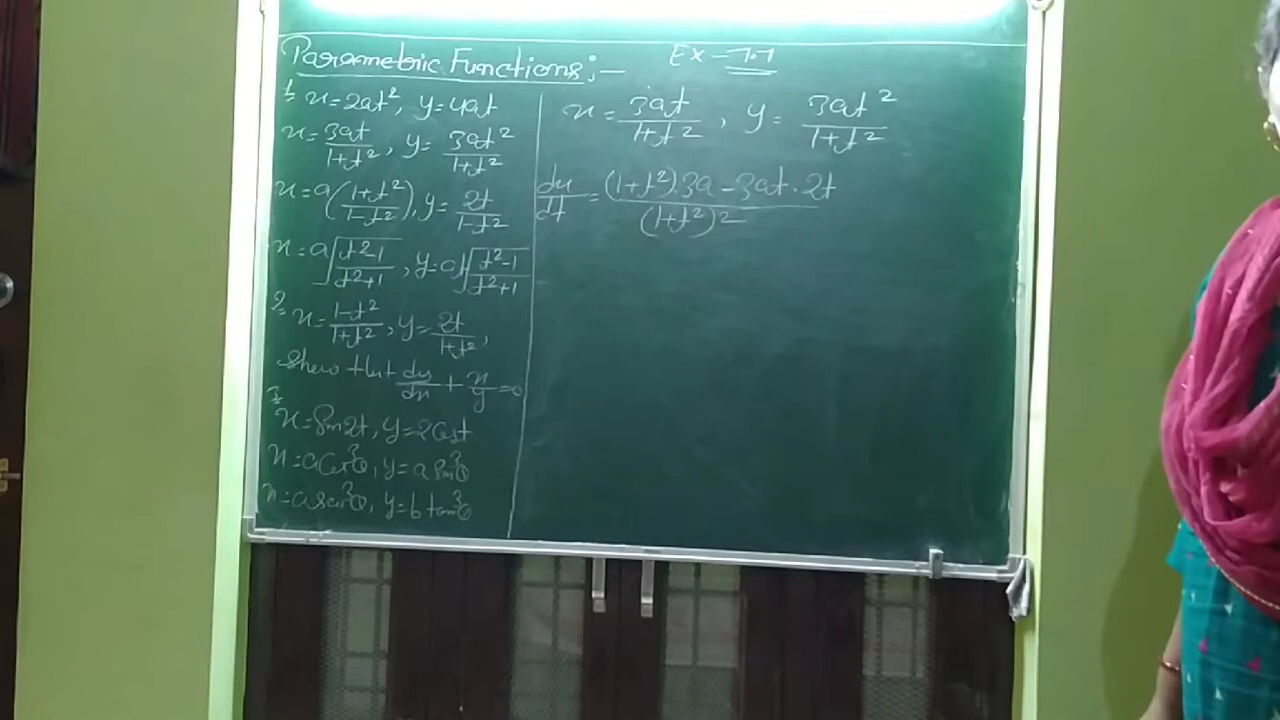 Parametric Functions :-
Ex - 7.7
1. x = 2at², y = 4at
x = 3at/1+t², y = 3at²/1+t²
x = a(1+t²/1-t²), y = 2t/1-t²
x = a√t²-1/t²+1, y = at√t²-1/t²+1
2. x = 1-t²/1+t², y = 2t/1+t²,
show that dy/dx + x/y = 0
3. x = Sin2t, y = 2Cost
x = aCos³θ, y = a Sin³θ
x = a sec³θ, y = b tan³θ
x = 3at/1+t², y = 3at²/1+t²
dx/dt = (1+t²).3a - 3at.2t/(1+t²)²